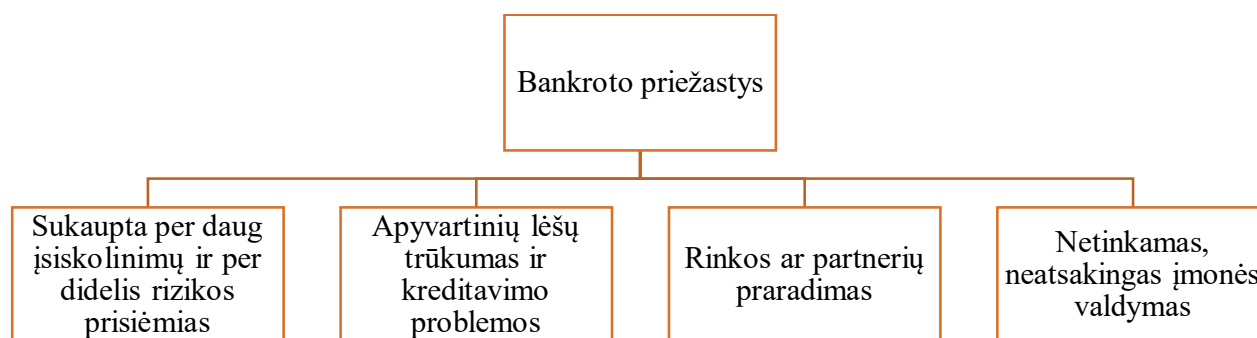 Bankroto priežastys
Sukaupta per daug
įsiskolinimų ir per
didelis rizikos
prisiėmias
Apyvartinių lėšų
trūkumas ir
kreditavimo
problemos
Rinkos ar partnerių
praradimas
Netinkamas,
neatsakingas įmonės
valdymas